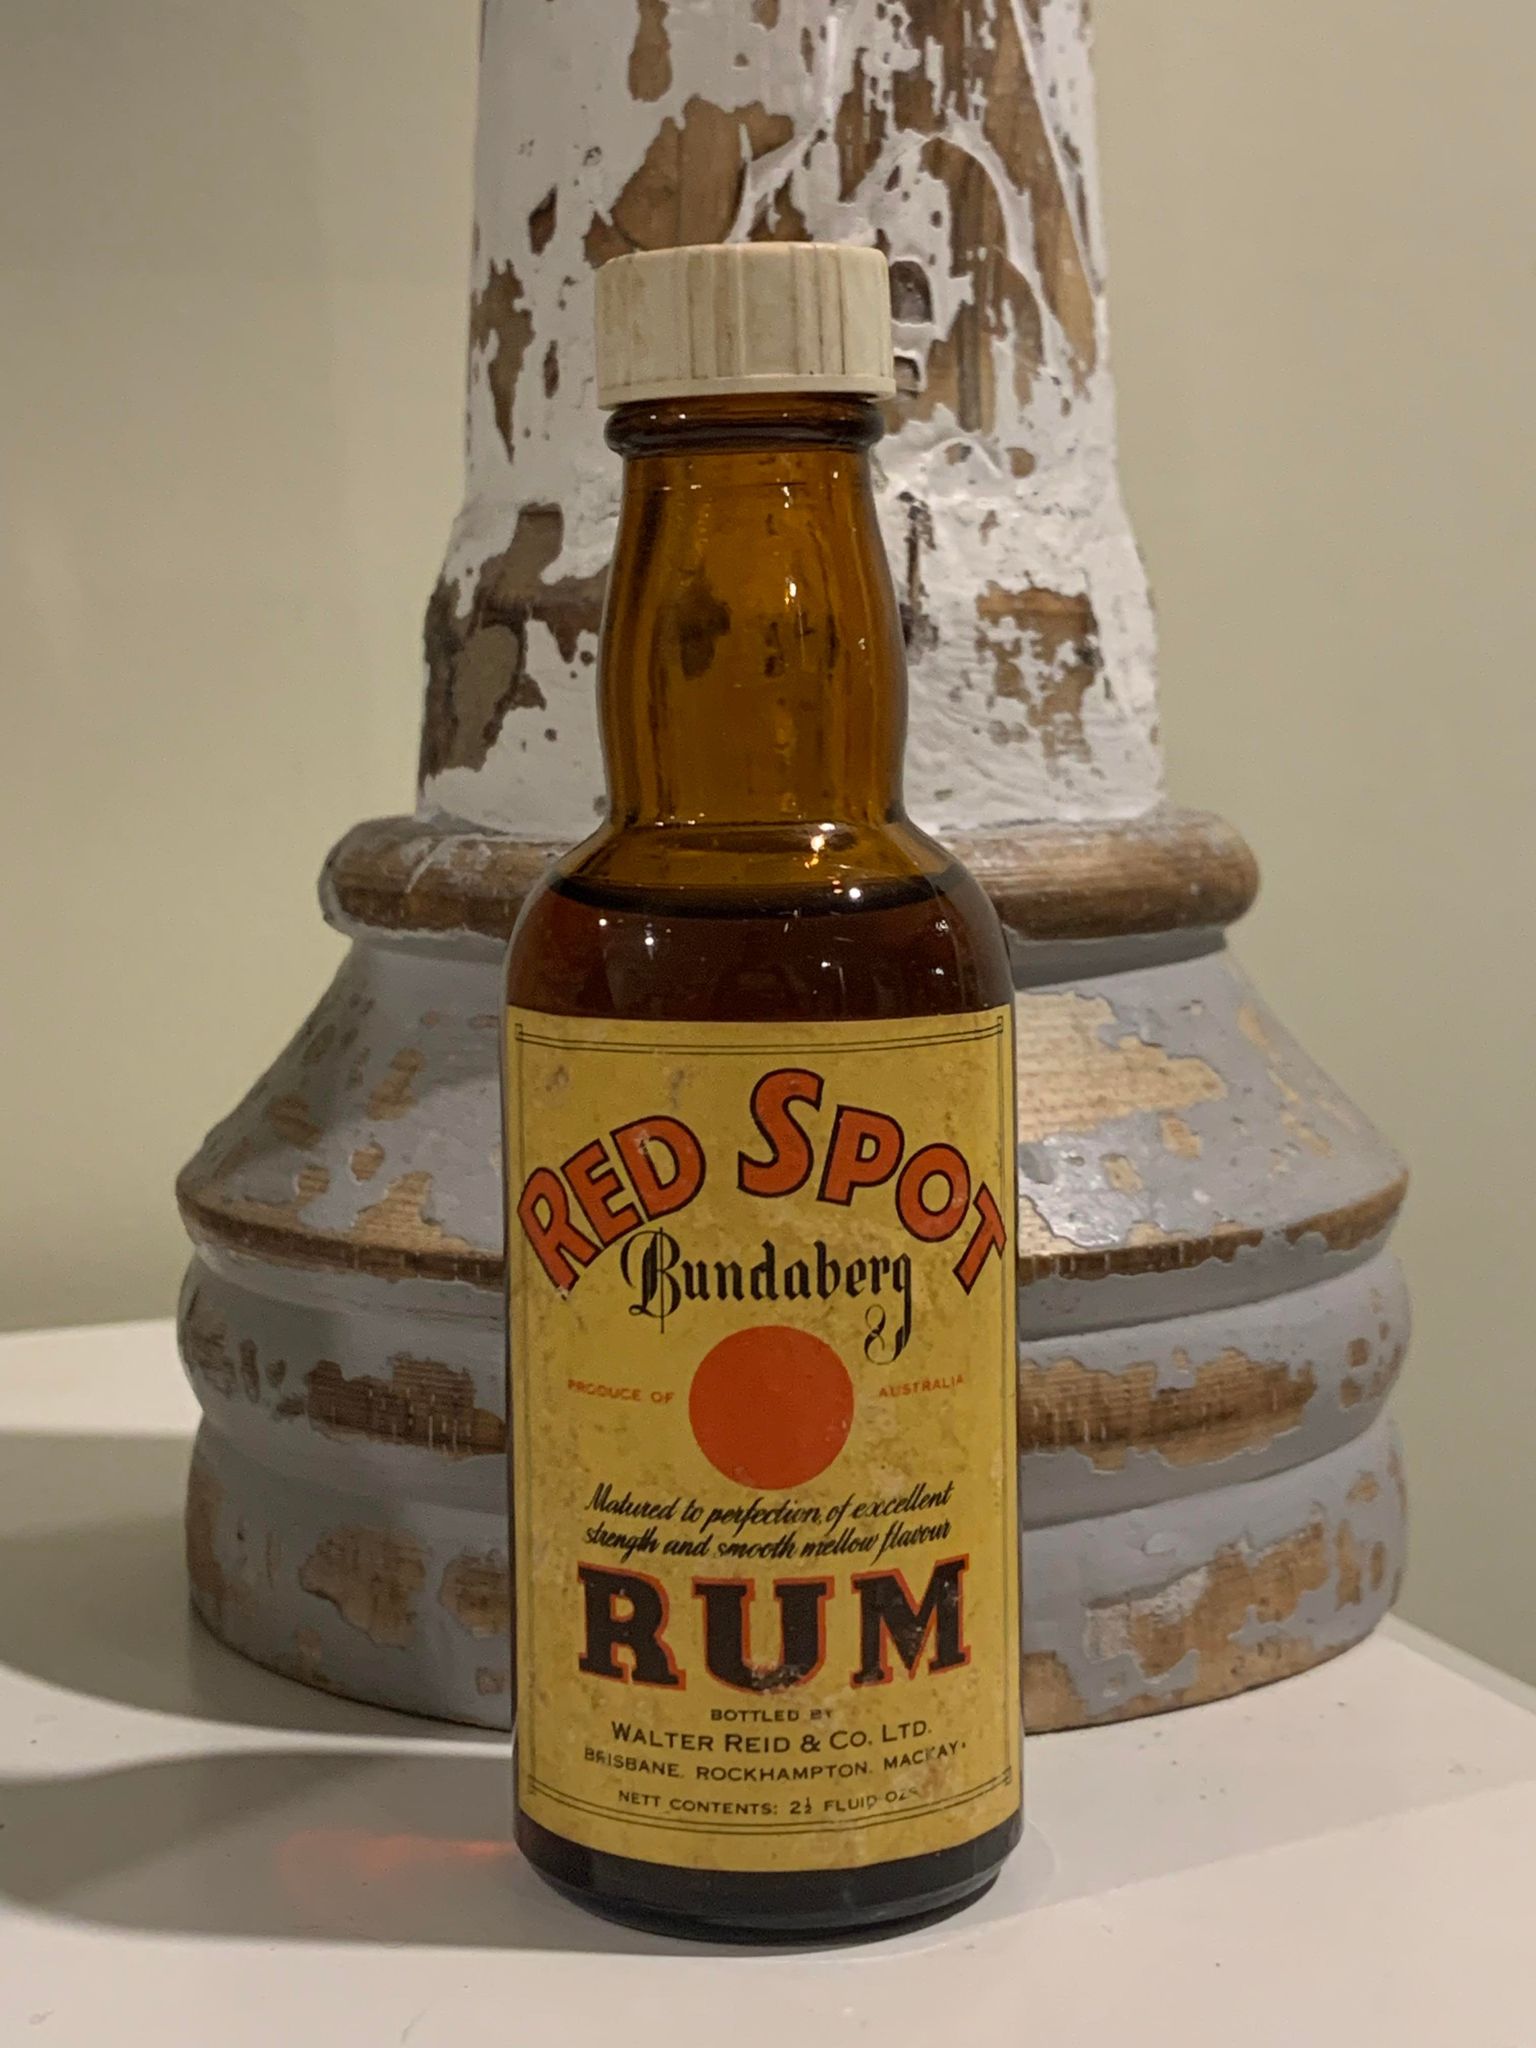 RED SPOT
Bundaberg
PRODUCE OF AUSTRALIA
Matured to perfection, of excellent
strength and smooth mellow flavour
RUM
BOTTLED BY
WALTER REID & CO. LTD.
BRISBANE. ROCKHAMPTON. MACKAY.
NETT CONTENTS: 2½ FLUID OZS